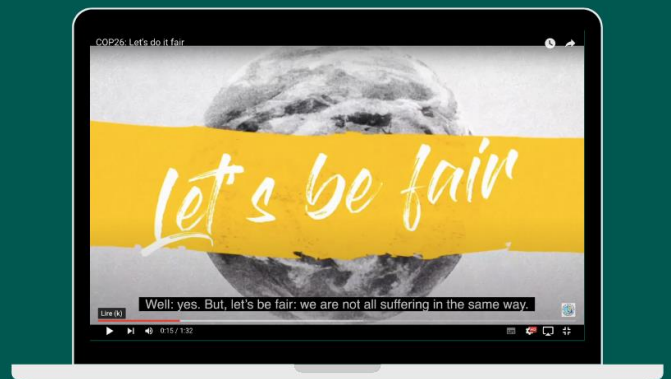 COP26: Let's do it fair
Let's be fair
Well: yes. But, let's be fair: we are not all suffering in the same way.
Lire (k)
0:15 / 1:32